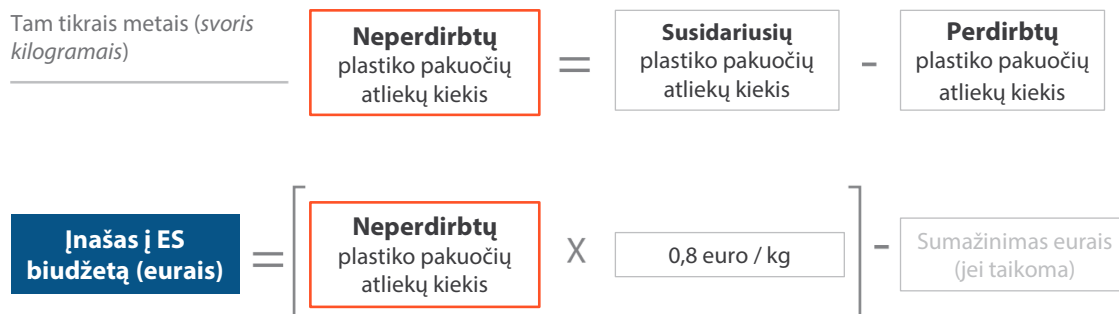 Tam tikrais metais (svoris
kilogramais)
Neperdirbtų
plastiko pakuočių
atliekų kiekis
=
Susidariusių
plastiko pakuočių
atliekų kiekis
-
Perdirbtų
plastiko pakuočių
atliekų kiekis
Įnašas į ES
biudžetą (eurais)
=
Neperdirbtų
plastiko pakuočių
atliekų kiekis
X
0,8 euro / kg
-
Sumažinimas eurais
(jei taikoma)